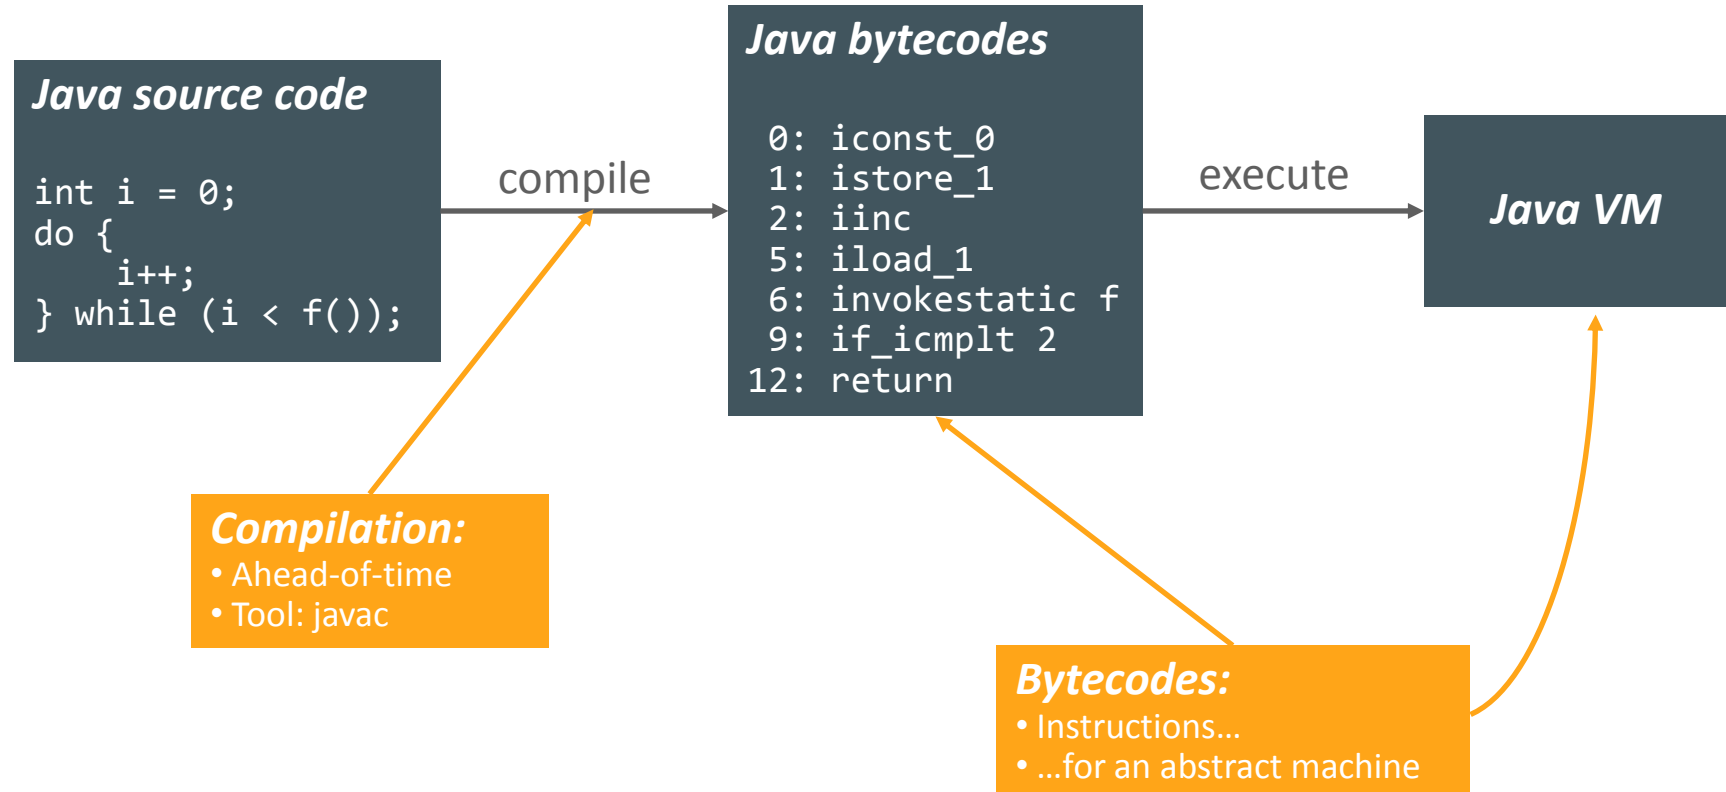 Java source code
int i = 0;
do {
    i++;
} while (i < f());
compile
Java bytecodes
 0: iconst_0
 1: istore_1
 2: iinc
 5: iload_1
 6: invokestatic f
 9: if_icmplt 2
12: return
execute
Java VM
Compilation:
• Ahead-of-time
• Tool: javac
Bytecodes:
• Instructions…
• …for an abstract machine